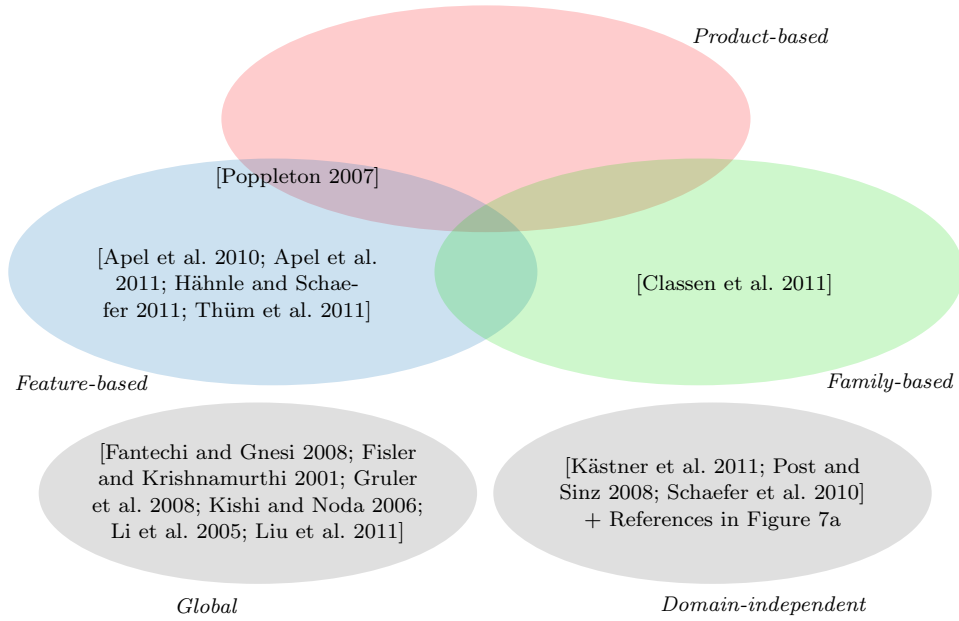 Product-based
[Poppleton 2007]
[Apel et al. 2010; Apel et al.
2011; Hähnle and Schae-
fer 2011; Thüm et al. 2011]
[Classen et al. 2011]
Feature-based
Family-based
[Fantechi and Gnesi 2008; Fisler
and Krishnamurthi 2001; Gruler
et al. 2008; Kishi and Noda 2006;
Li et al. 2005; Liu et al. 2011]
[Kästner et al. 2011; Post and
Sinz 2008; Schaefer et al. 2010]
+ References in Figure 7a
Global
Domain-independent